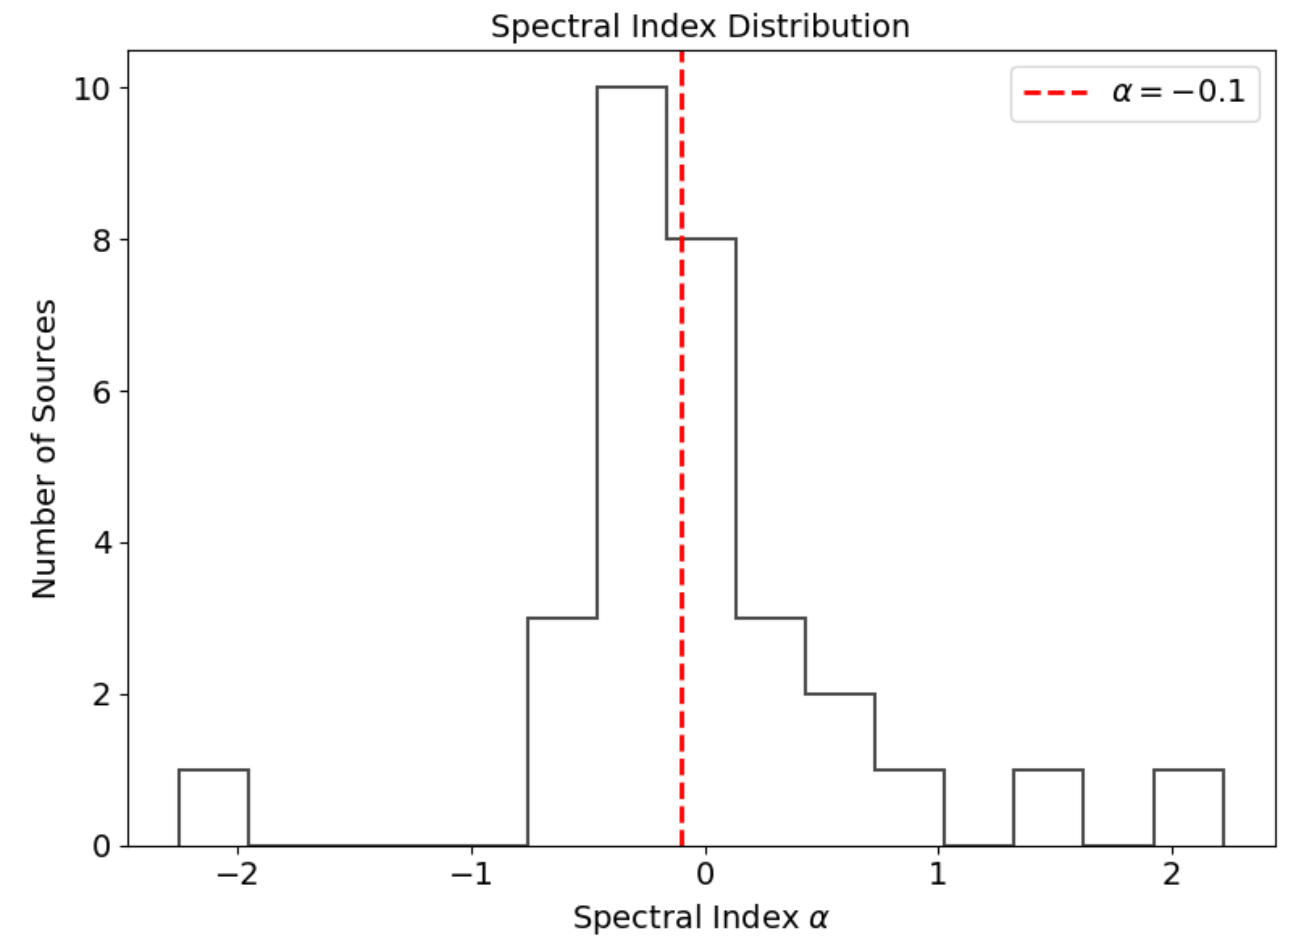 Spectral Index Distribution
α = −0.1
10
8
6
4
2
0
Number of Sources
−2
−1
0
1
2
Spectral Index α